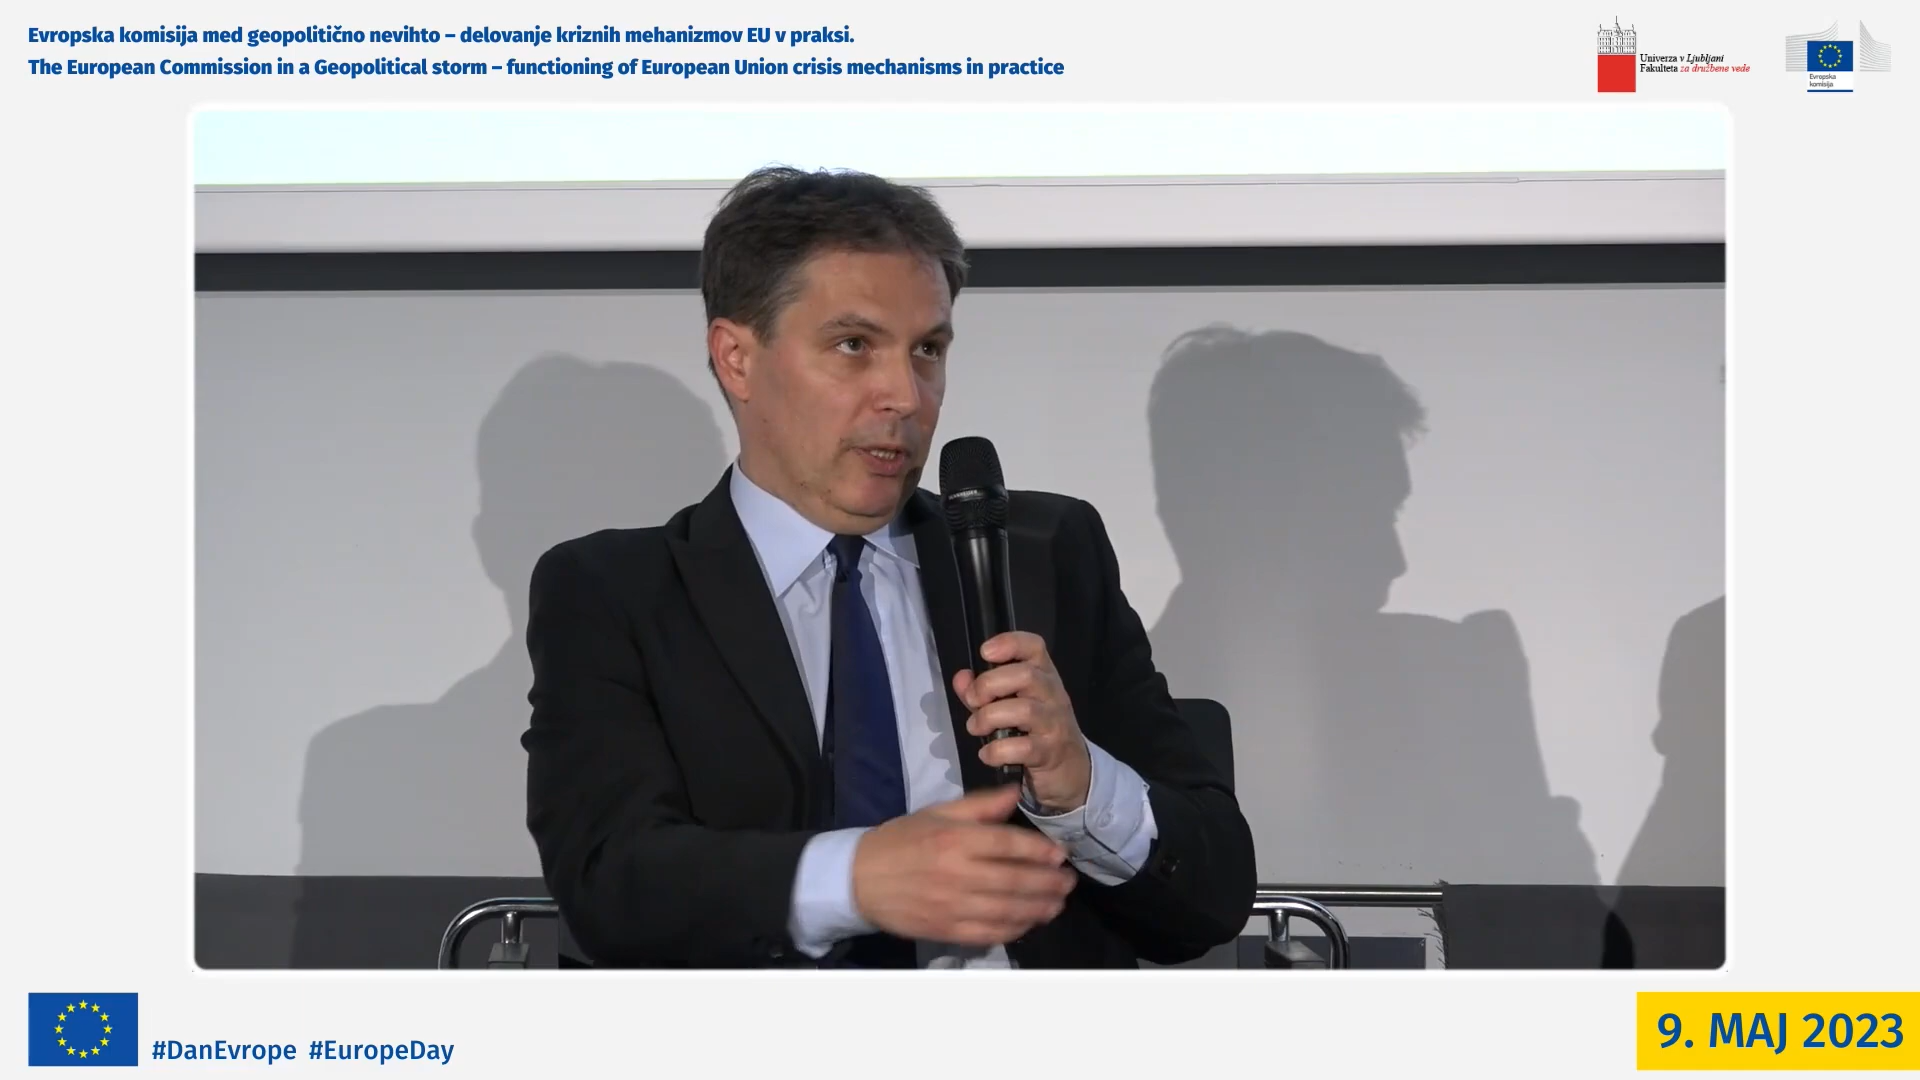 Evropska komisija med geopolitično nevihto – delovanje kriznih mehanizmov EU v praksi.
The European Commission in a Geopolitical storm – functioning of European Union crisis mechanisms in practice
Univerza v Ljubljani
Fakulteta za družbene vede
Evropska
komisija
#DanEvrope #EuropeDay
9. MAJ 2023